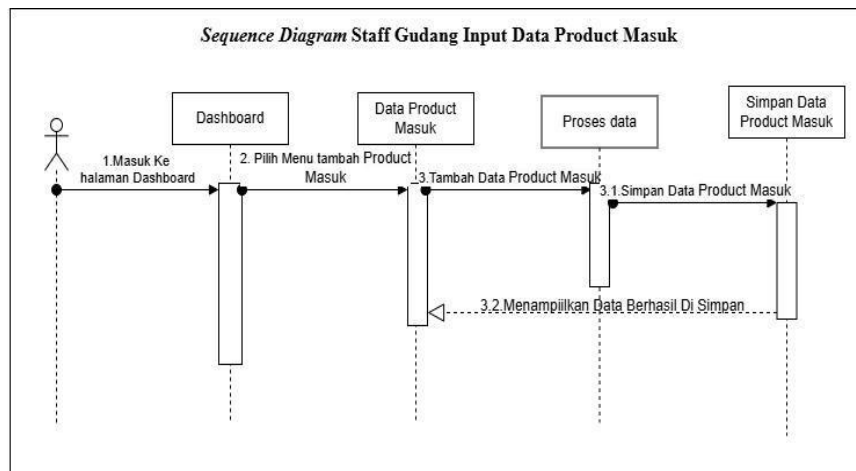 Sequence Diagram Staff Gudang Input Data Product Masuk
Dashboard
Data Product
Masuk
Proses data
Simpan Data
Product Masuk
1.Masuk Ke
halaman Dashboard
2. Pilih Menu tambah Product
Masuk
3.Tambah Data Product Masuk
3.1.Simpan Data Product Masuk
3.2.Menampiilkan Data Berhasil Di Simpan